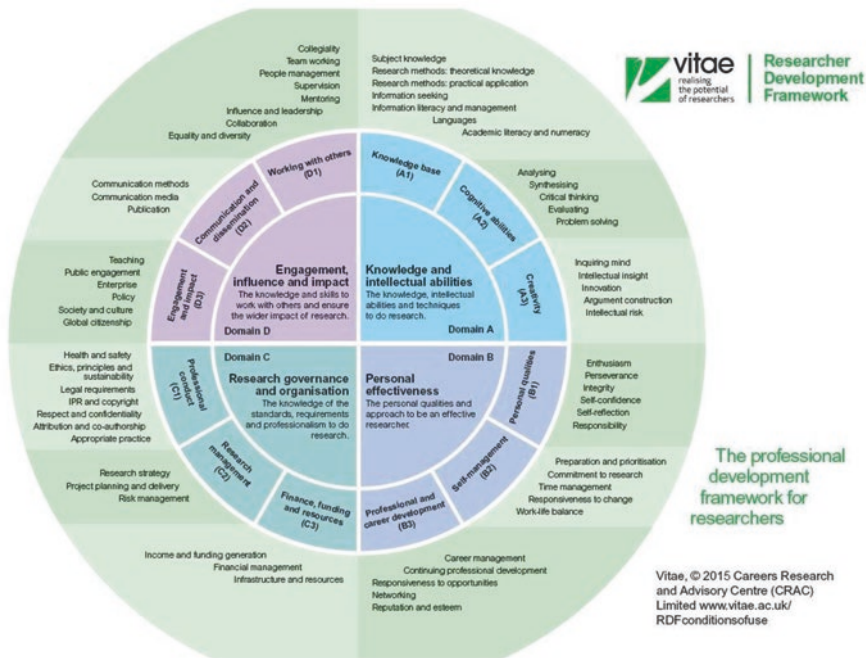 vitae
realising
the potential
of researchers
Researcher
Development
Framework
Collegiality
Team working
People management
Supervision
Mentoring
Influence and leadership
Collaboration
Equality and diversity
Subject knowledge
Research methods: theoretical knowledge
Research methods: practical application
Information seeking
Information literacy and management
Languages
Academic literacy and numeracy
Communication methods
Communication media
Publication
Working with others
(D1)
Knowledge base
(A1)
Analysing
Synthesising
Critical thinking
Evaluating
Problem solving
Communication and
dissemination
(D2)
Cognitive abilities
(A2)
Teaching
Public engagement
Enterprise
Policy
Society and culture
Global citizenship
Engagement
and impact
(D3)
Engagement,
influence and impact
The knowledge and skills to
work with others and ensure
the wider impact of research.
Domain D
Knowledge and
intellectual abilities
The knowledge, intellectual
abilities and techniques
to do research.
Domain A
Creativity
(A3)
Inquiring mind
Intellectual insight
Innovation
Argument construction
Intellectual risk
Health and safety
Ethics, principles and
sustainability
Legal requirements
IPR and copyright
Respect and confidentiality
Attribution and co-authorship
Appropriate practice
Professional
conduct
(C1)
Domain C
Research governance
and organisation
The knowledge of the
standards, requirements
and professionalism to do
research.
Domain B
Personal
effectiveness
The personal qualities and
approach to be an effective
researcher.
Personal qualities
(B1)
Enthusiasm
Perseverance
Integrity
Self-confidence
Self-reflection
Responsibility
Research strategy
Project planning and delivery
Risk management
Research
management
(C2)
Self-management
(B2)
Preparation and prioritisation
Commitment to research
Time management
Responsiveness to change
Work-life balance
Finance, funding
and resources
(C3)
Professional and
career development
(B3)
Income and funding generation
Financial management
Infrastructure and resources
Career management
Continuing professional development
Responsiveness to opportunities
Networking
Reputation and esteem
The professional
development
framework for
researchers
Vitae, © 2015 Careers Research
and Advisory Centre (CRAC)
Limited www.vitae.ac.uk/
RDFconditionsofuse